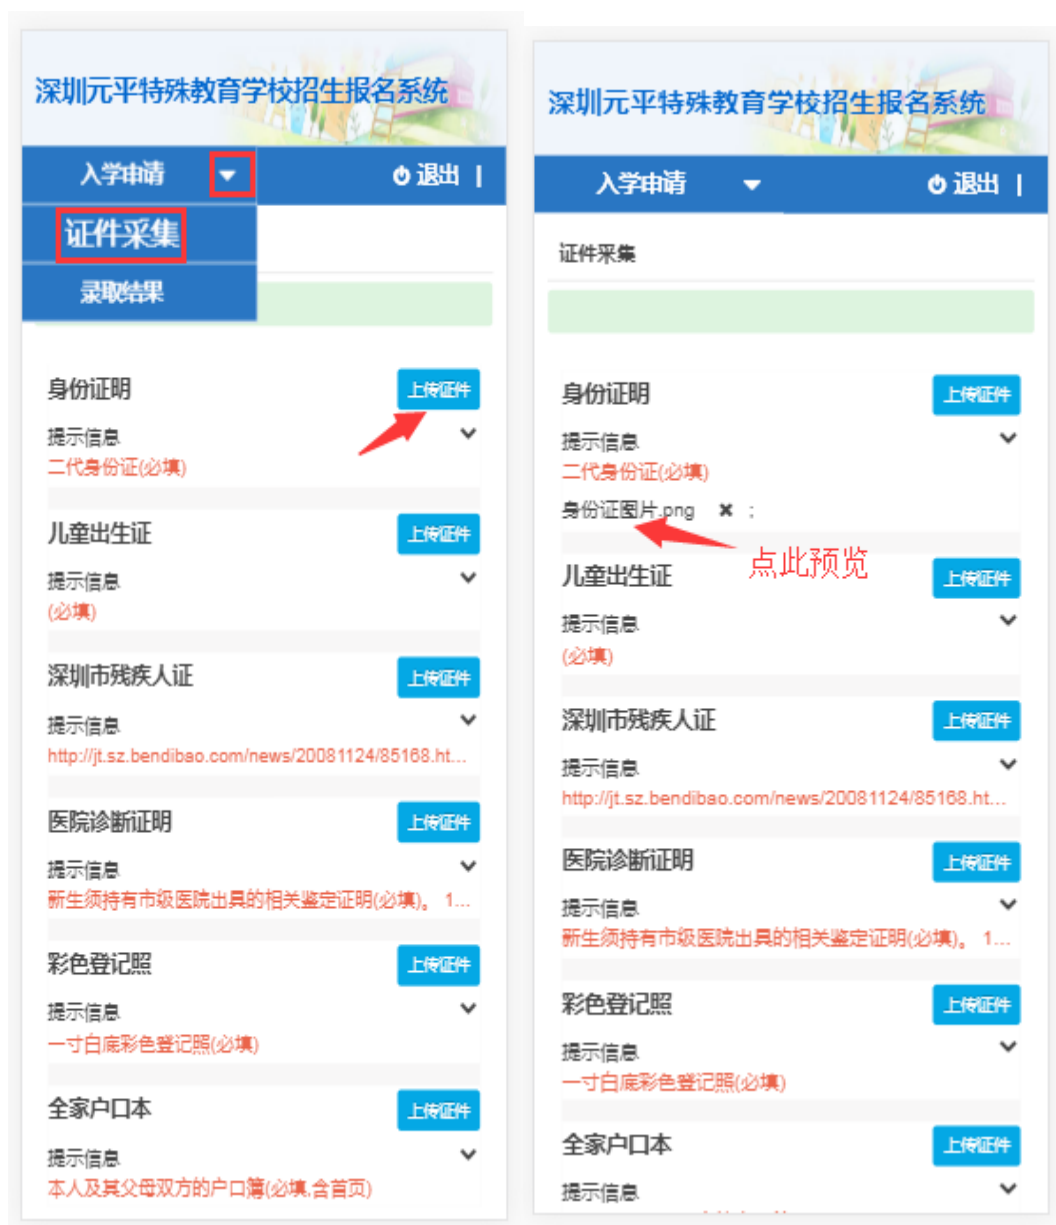 深圳元平特殊教育学校招生报名系统
入学申请
退出 |
证件采集
录取结果
身份证明
上传证件
提示信息
二代身份证(必填)
儿童出生证
上传证件
提示信息
(必填)
深圳市残疾人证
上传证件
提示信息
http://jt.sz.bendibao.com/news/20081124/85168.ht...
医院诊断证明
上传证件
提示信息
新生须持有市级医院出具的相关鉴定证明(必填)。 1...
彩色登记照
上传证件
提示信息
一寸白底彩色登记照(必填)
全家户口本
上传证件
提示信息
本人及其父母双方的户口簿(必填,含首页)
深圳元平特殊教育学校招生报名系统
入学申请
退出 |
证件采集
身份证明
上传证件
提示信息
二代身份证(必填)
身份证图片.png ✖ ;
点此预览
儿童出生证
上传证件
提示信息
(必填)
深圳市残疾人证
上传证件
提示信息
http://jt.sz.bendibao.com/news/20081124/85168.ht...
医院诊断证明
上传证件
提示信息
新生须持有市级医院出具的相关鉴定证明(必填)。 1...
彩色登记照
上传证件
提示信息
一寸白底彩色登记照(必填)
全家户口本
上传证件
提示信息